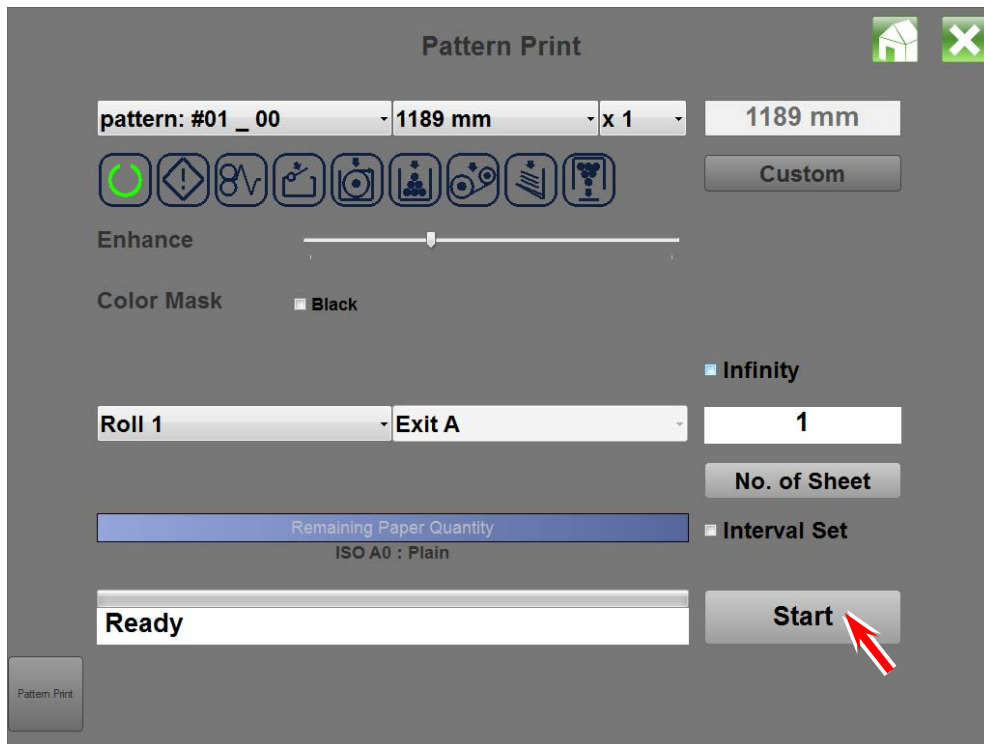 Pattern Print
pattern: #01 _ 00 1189 mm x 1 1189 mm
Custom
Enhance
Color Mask Black
Infinity
Roll 1 Exit A 1
No. of Sheet
Remaining Paper Quantity Interval Set
ISO A0 : Plain
Ready Start
Pattern Print